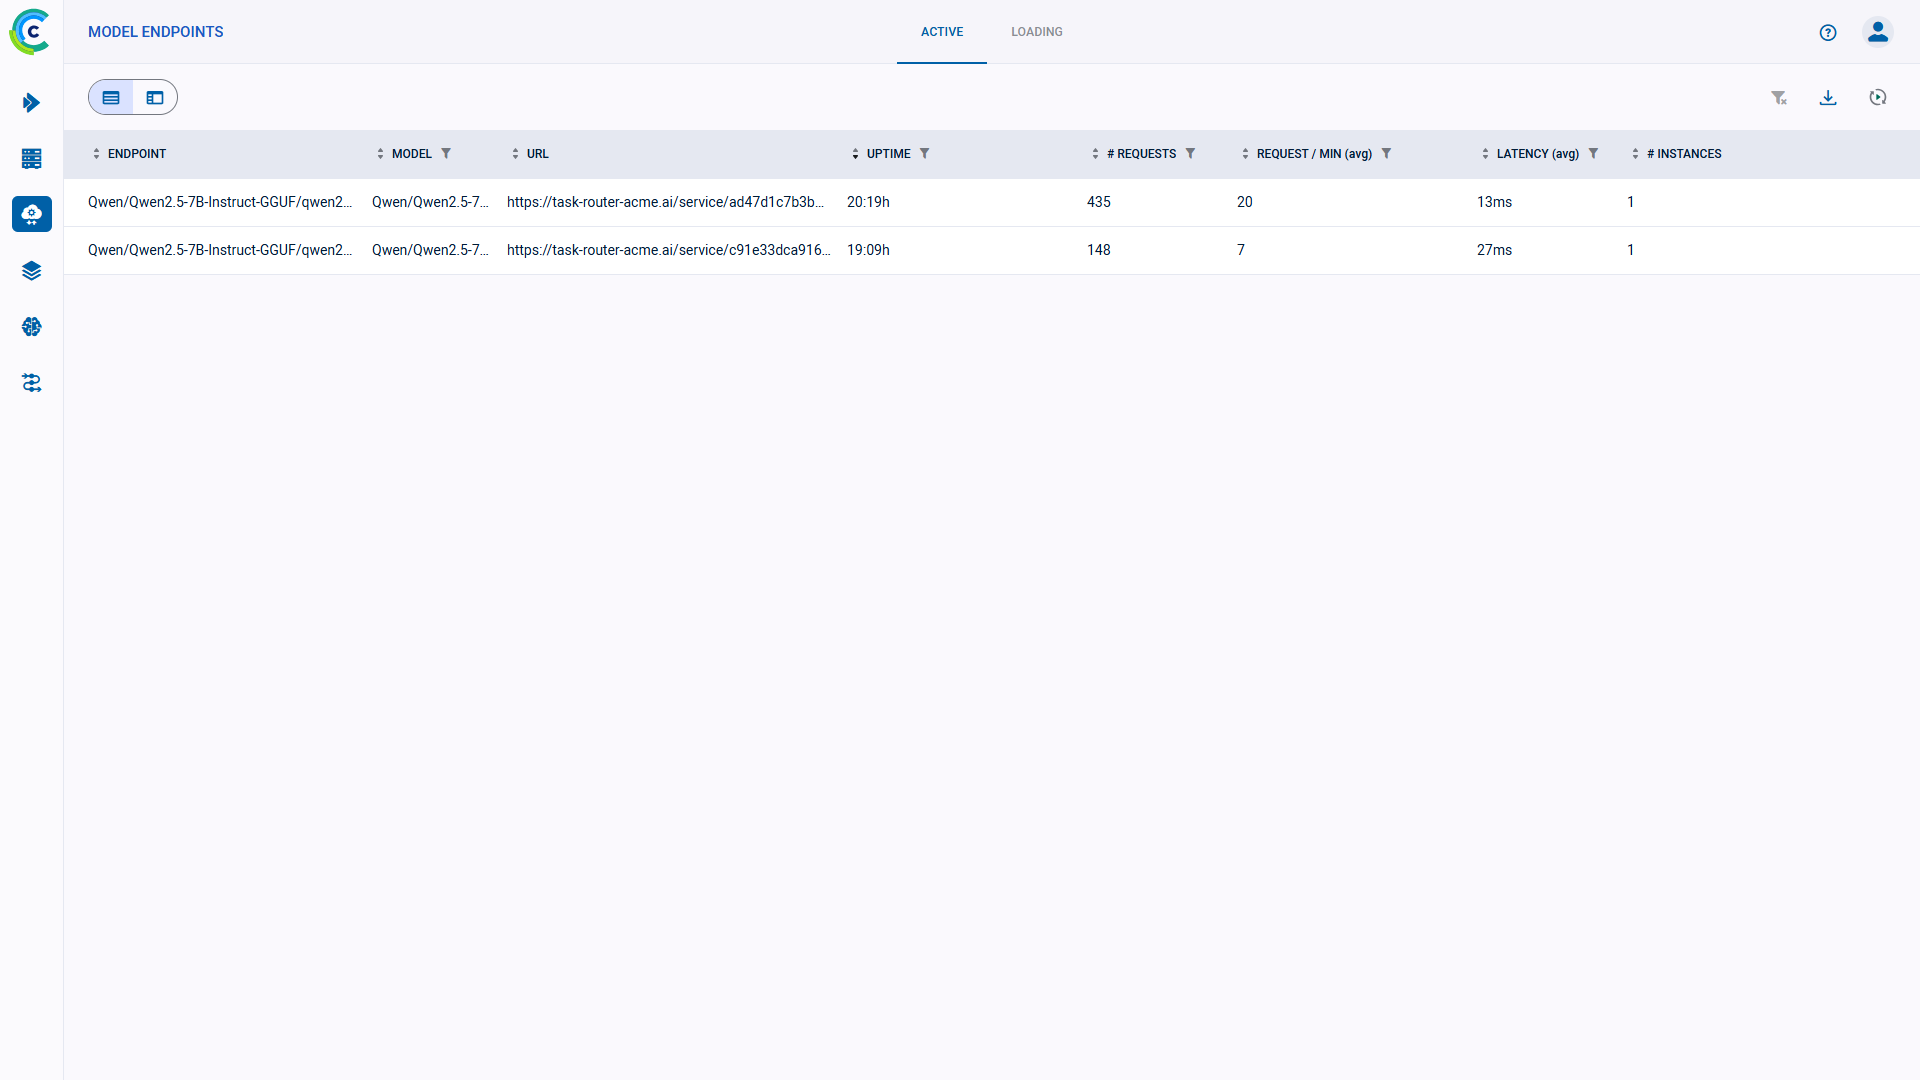 MODEL ENDPOINTS
ACTIVE LOADING
ENDPOINT MODEL URL UPTIME # REQUESTS REQUEST / MIN (avg) LATENCY (avg) # INSTANCES
Qwen/Qwen2.5-7B-Instruct-GGUF/qwen2... Qwen/Qwen2.5-7... https://task-router-acme.ai/service/ad47d1c7b3b... 20:19h 435 20 13ms 1
Qwen/Qwen2.5-7B-Instruct-GGUF/qwen2... Qwen/Qwen2.5-7... https://task-router-acme.ai/service/c91e33dca916... 19:09h 148 7 27ms 1